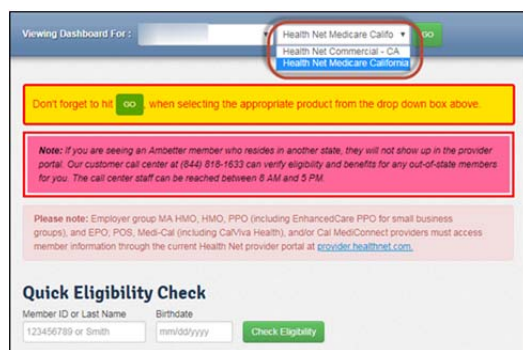 Viewing Dashboard For :
Health Net Medicare Califo
GO
Health Net Commercial - CA
Health Net Medicare California
Don't forget to hit GO , when selecting the appropriate product from the drop down box above.
Note: If you are seeing an Ambetter member who resides in another state, they will not show up in the provider
portal. Our customer call center at (844) 816-1633 can verify eligibility and benefits for any out-of-state members
for you. The call center staff can be reached between 8 AM and 5 PM.
Please note: Employer group MA HMO, HMO, PPO (including EnhancedCare PPO for small business
groups), and EPO; POS, Medi-Cal (including CalViva Health), and/or Cal MediConnect providers must access
member information through the current Health Net provider portal at provider.healthnet.com.
Quick Eligibility Check
Member ID or Last Name Birthdate
123456789 or Smith mm/dd/yyyy Check Eligibility